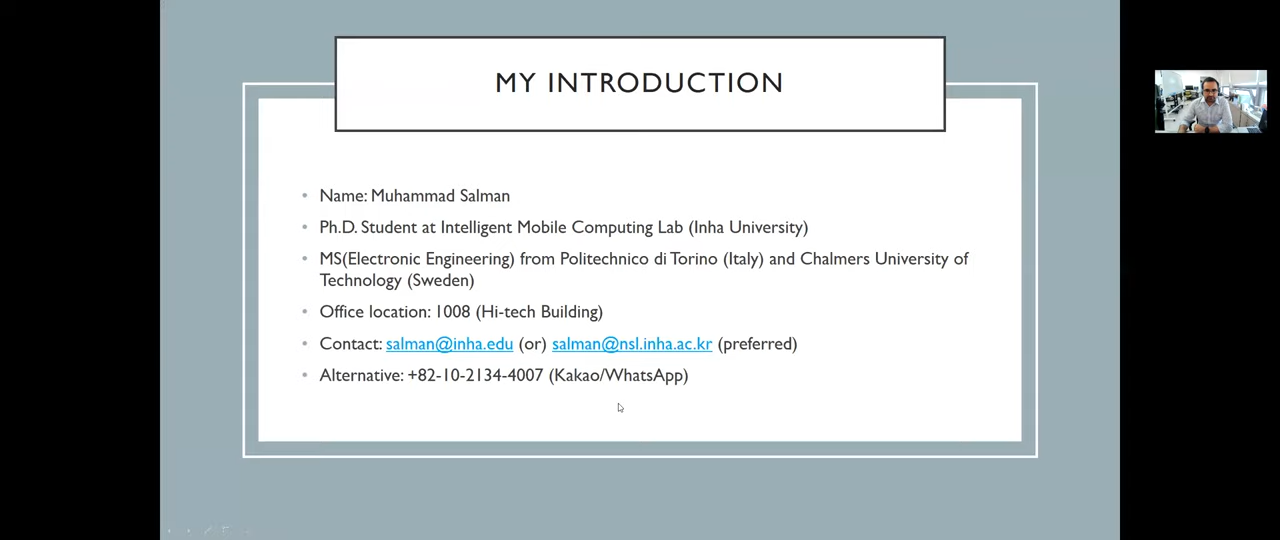 MY INTRODUCTION
Name: Muhammad Salman
Ph.D. Student at Intelligent Mobile Computing Lab (Inha University)
MS(Electronic Engineering) from Politechnico di Torino (Italy) and Chalmers University of
Technology (Sweden)
Office location: 1008 (Hi-tech Building)
Contact: salman@inha.edu (or) salman@nsl.inha.ac.kr (preferred)
Alternative: +82-10-2134-4007 (Kakao/WhatsApp)